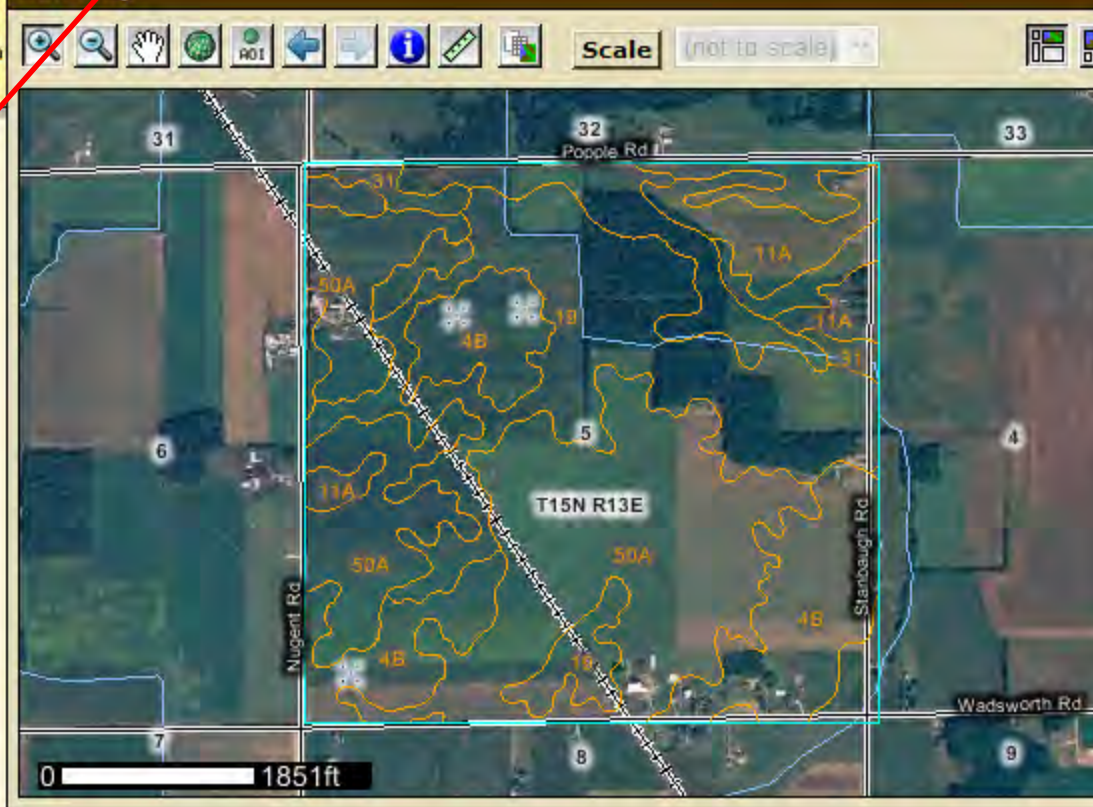 AOI
Scale
(not to scale)
31
32
33
Popple Rd
31
11A
50A
19
4B
11A
31
5
6
4
11A
T15N R13E
50A
50A
Stanbaugh Rd
Nugent Rd
4B
4B
19
Wadsworth Rd
7
8
9
0
1851ft